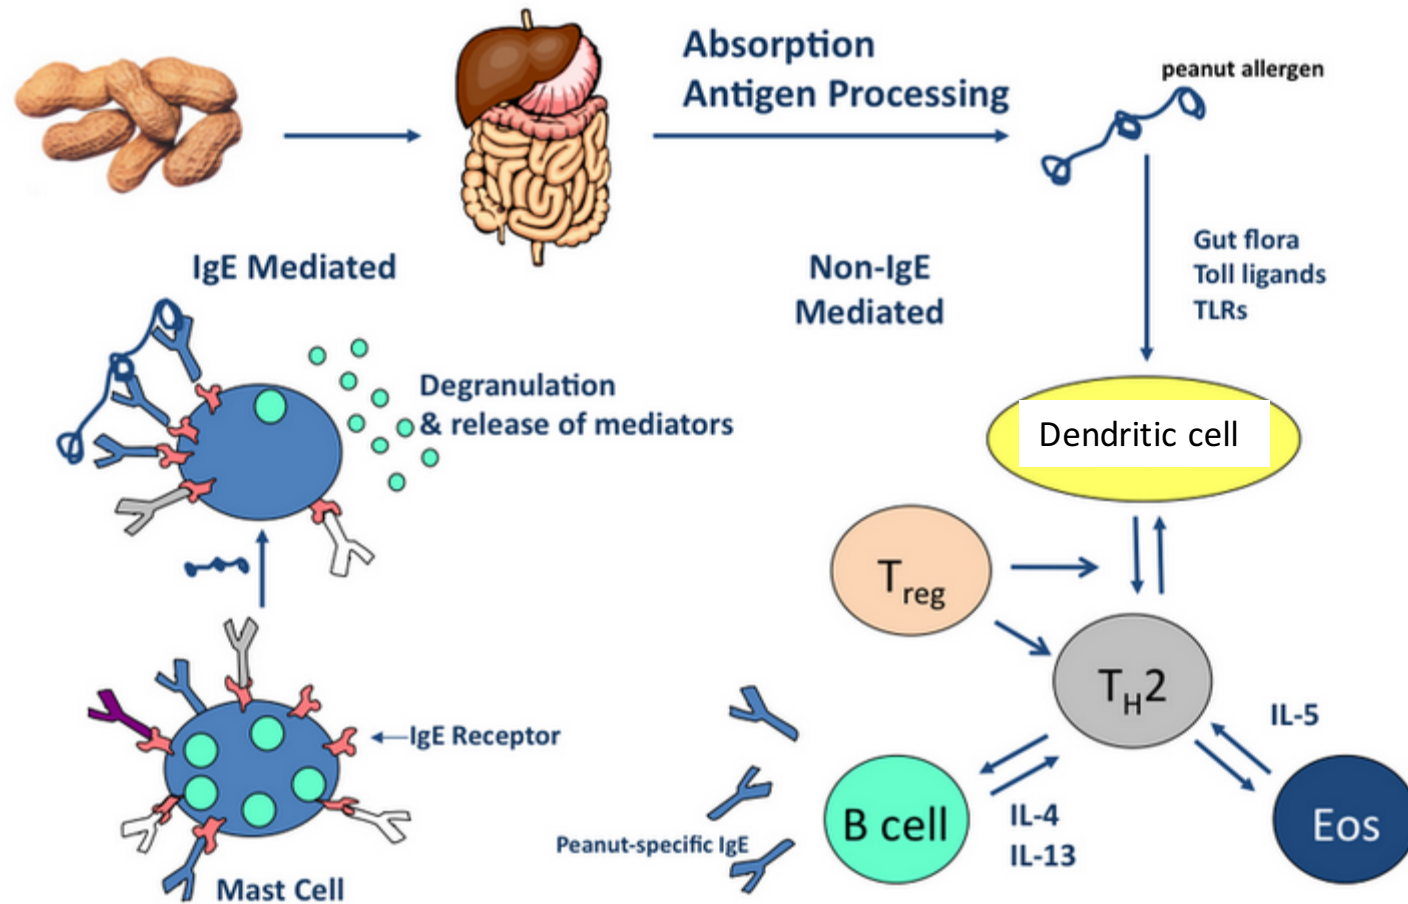 Absorption
Antigen Processing
peanut allergen
Gut flora
Toll ligands
TLRs
IgE Mediated
Non-IgE
Mediated
Degranulation
& release of mediators
Dendritic cell
Treg
TH2
IL-5
IgE Receptor
B cell
IL-4
IL-13
Eos
Peanut-specific IgE
Mast Cell